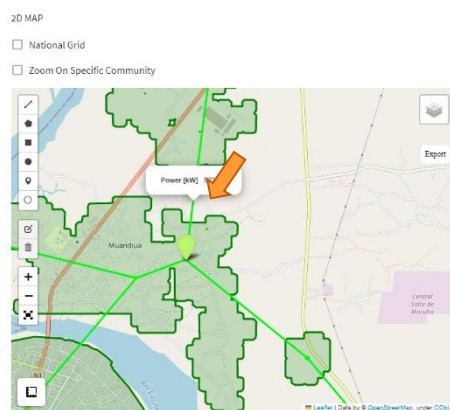 2D MAP
National Grid
Zoom On Specific Community
Export
Power [kW]
Muandiua
Central
Solar de
Mocuba
N1
Leaflet | Data by © OpenStreetMap, under ODbL